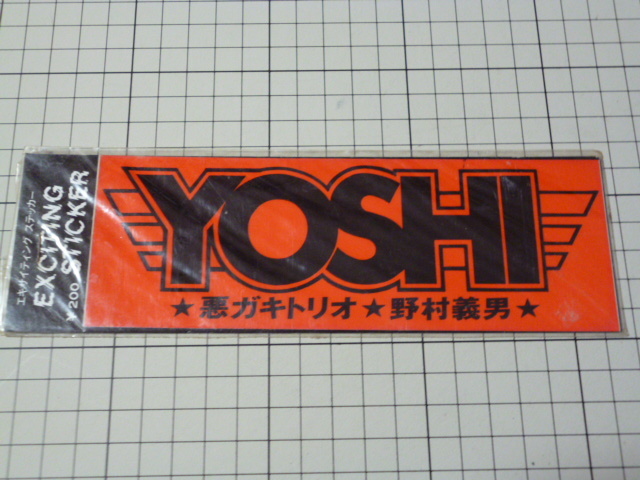 エキサイティング ステッカー
EXCITING
STICKER
¥200
YOSHI
★悪ガキトリオ★野村義男★